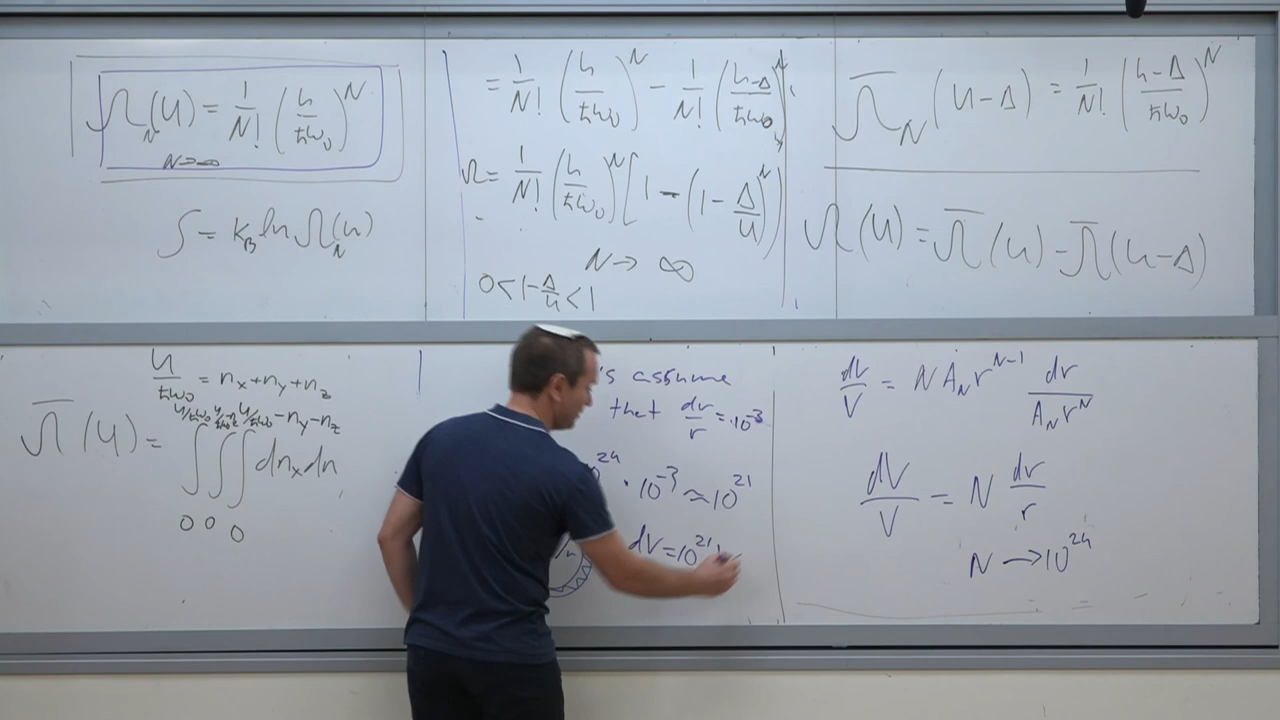 Ω_N(U) = 1/N! (U/ħω₀)^N
N→∞
S = k_B ln Ω_N(U)
= 1/N! (U/ħω₀)^N - 1/N! (U-Δ/ħω₀)^N
Ω = 1/N! (U/ħω₀)^N [1 - (1 - Δ/U)^N
N → ∞
0 < 1 - Δ/U < 1
Ω̅_N (U-Δ) = 1/N! (U-Δ/ħω₀)^N
Ω(U) = Ω̅(U) - Ω̅(U-Δ)
U/ħω₀ = n_x + n_y + n_z
Ω̅(U) = ∫∫∫ dn_x dn
0 0 0
's assume
that dr/r = 10^-3
0^24 · 10^-3 ≈ 10^21
dV = 10^21
dV/V = N A_N r^(N-1) dr/(A_N r^N)
dV/V = N dr/r
N → 10^24